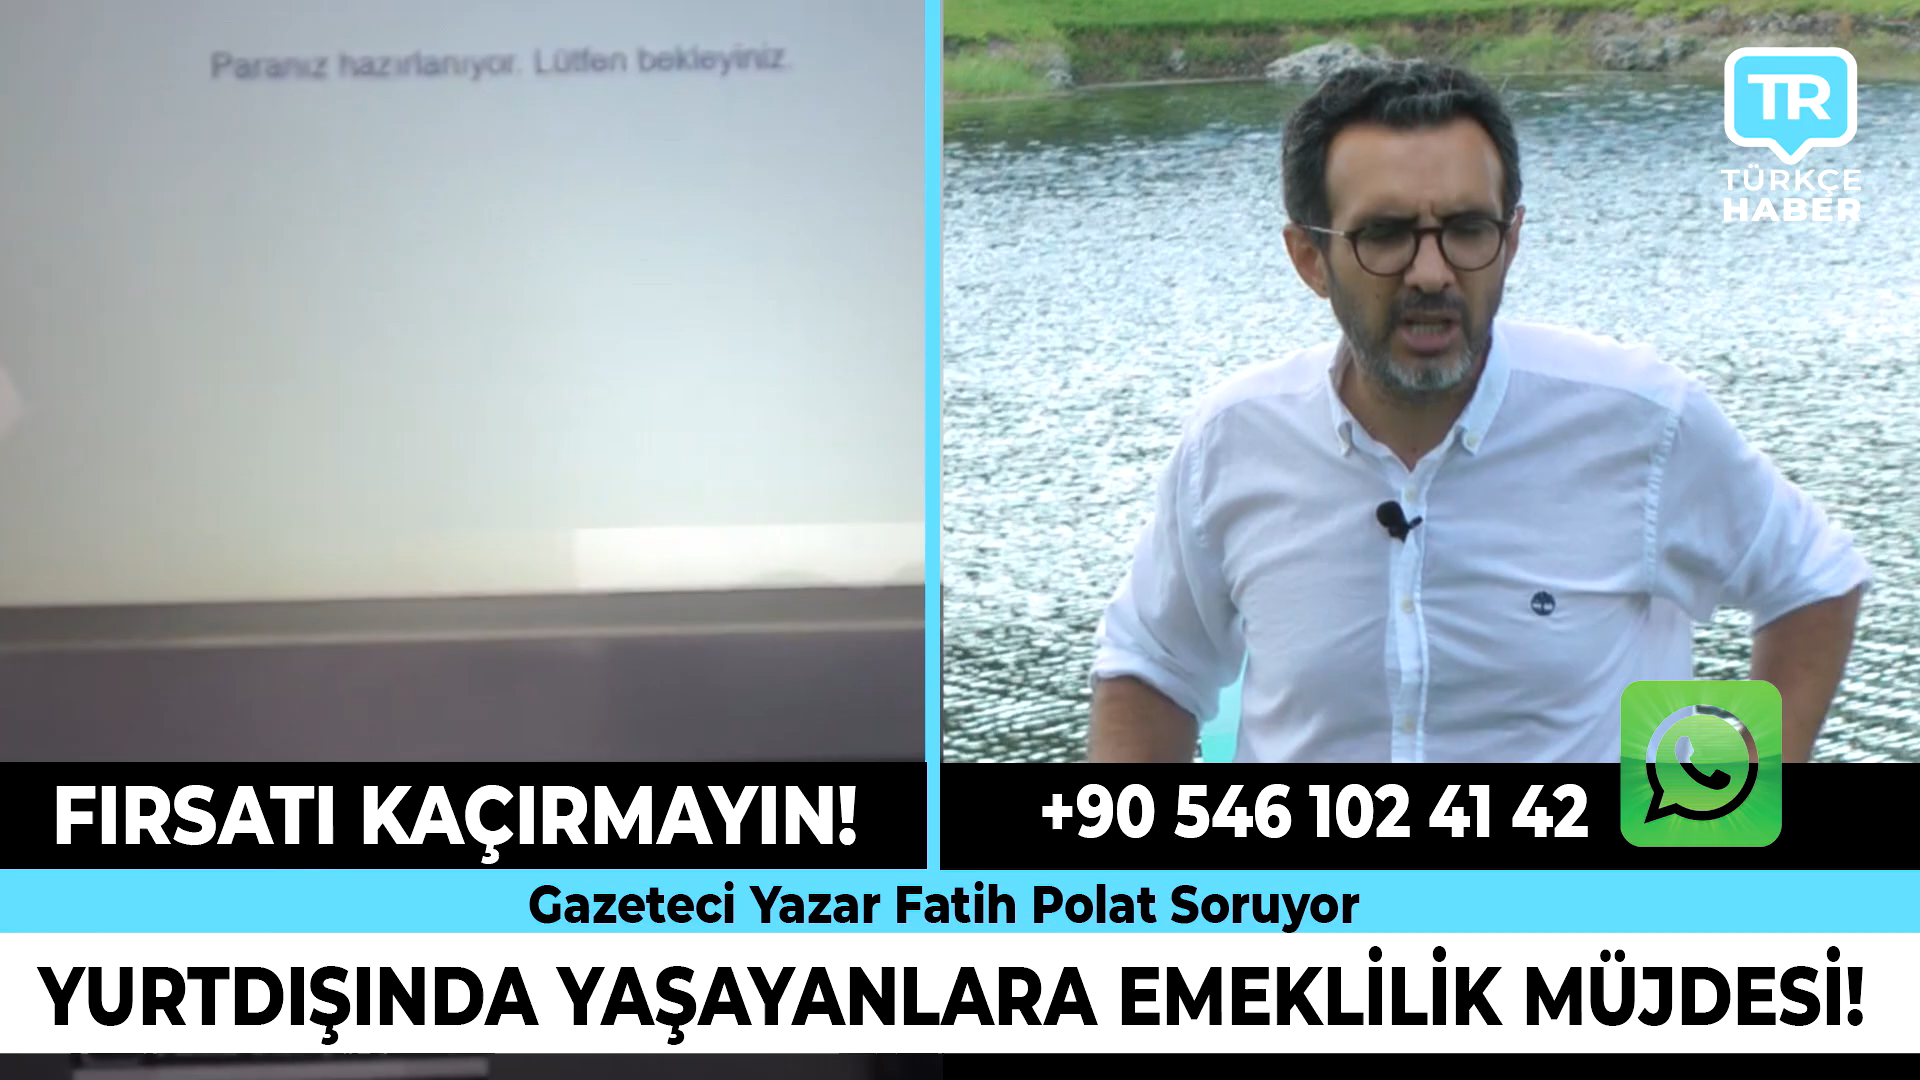 Paranız hazırlanıyor. Lütfen bekleyiniz.
TR
TÜRKÇE
HABER
FIRSATI KAÇIRMAYIN!
+90 546 102 41 42
Gazeteci Yazar Fatih Polat Soruyor
YURTDIŞINDA YAŞAYANLARA EMEKLİLİK MÜJDESİ!